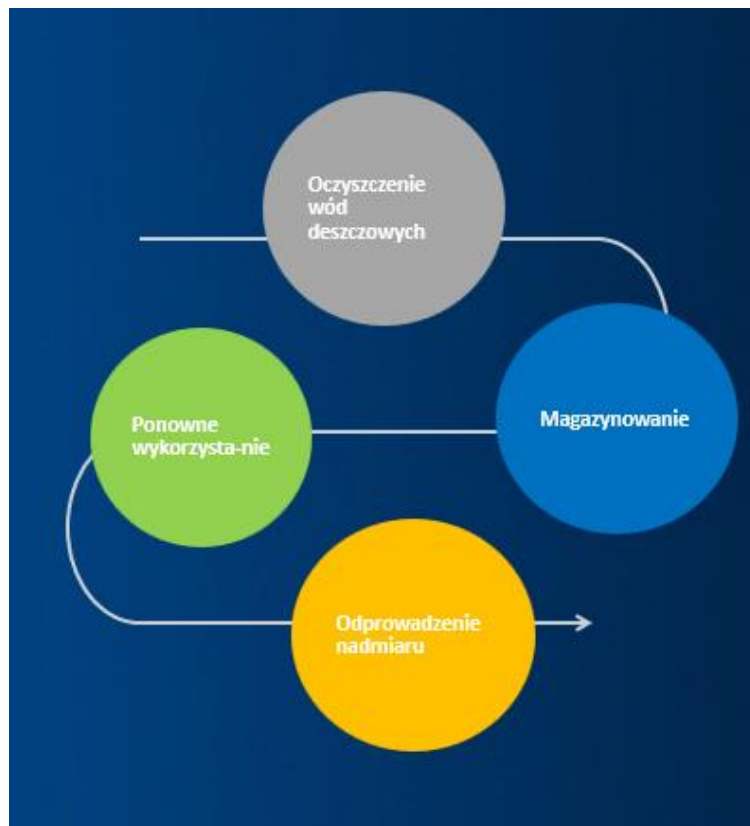 Oczyszczenie
wód
deszczowych
Magazynowanie
Ponowne
wykorzysta-nie
Odprowadzenie
nadmiaru